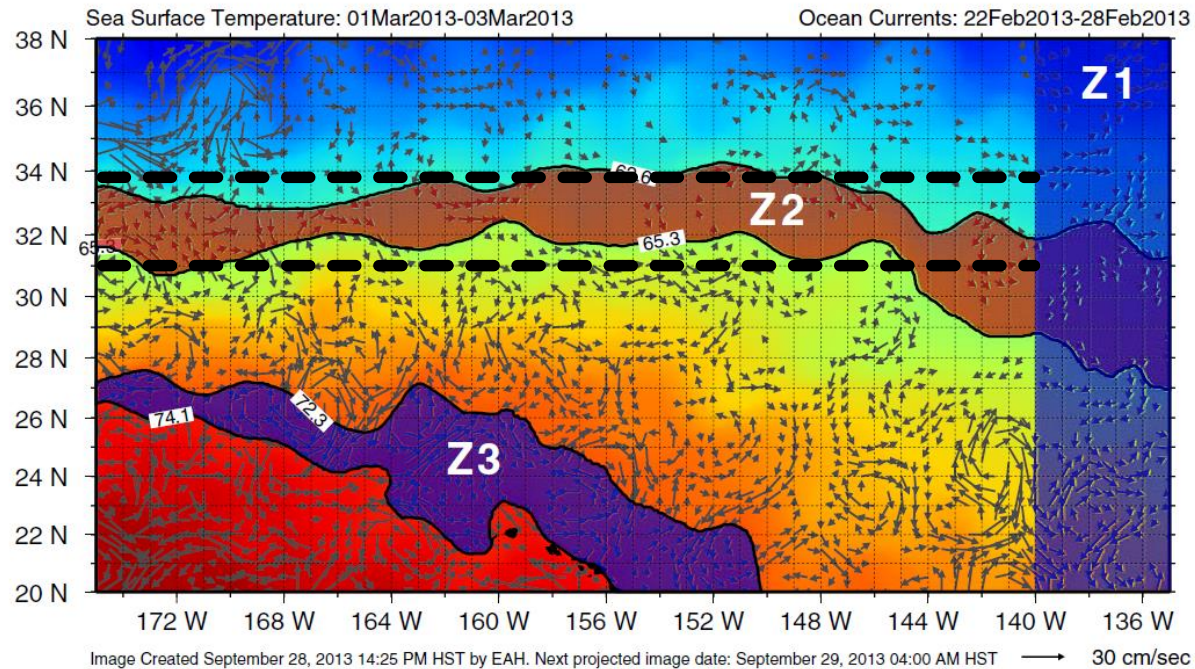 Sea Surface Temperature: 01Mar2013-03Mar2013 Ocean Currents: 22Feb2013-28Feb2013
38 N
Z1
36 N
34 N
Z2
32 N
65.3
30 N
28 N
72.3
26 N
74.1
Z3
24 N
22 N
20 N
172 W 168 W 164 W 160 W 156 W 152 W 148 W 144 W 140 W 136 W
Image Created September 28, 2013 14:25 PM HST by EAH. Next projected image date: September 29, 2013 04:00 AM HST 30 cm/sec